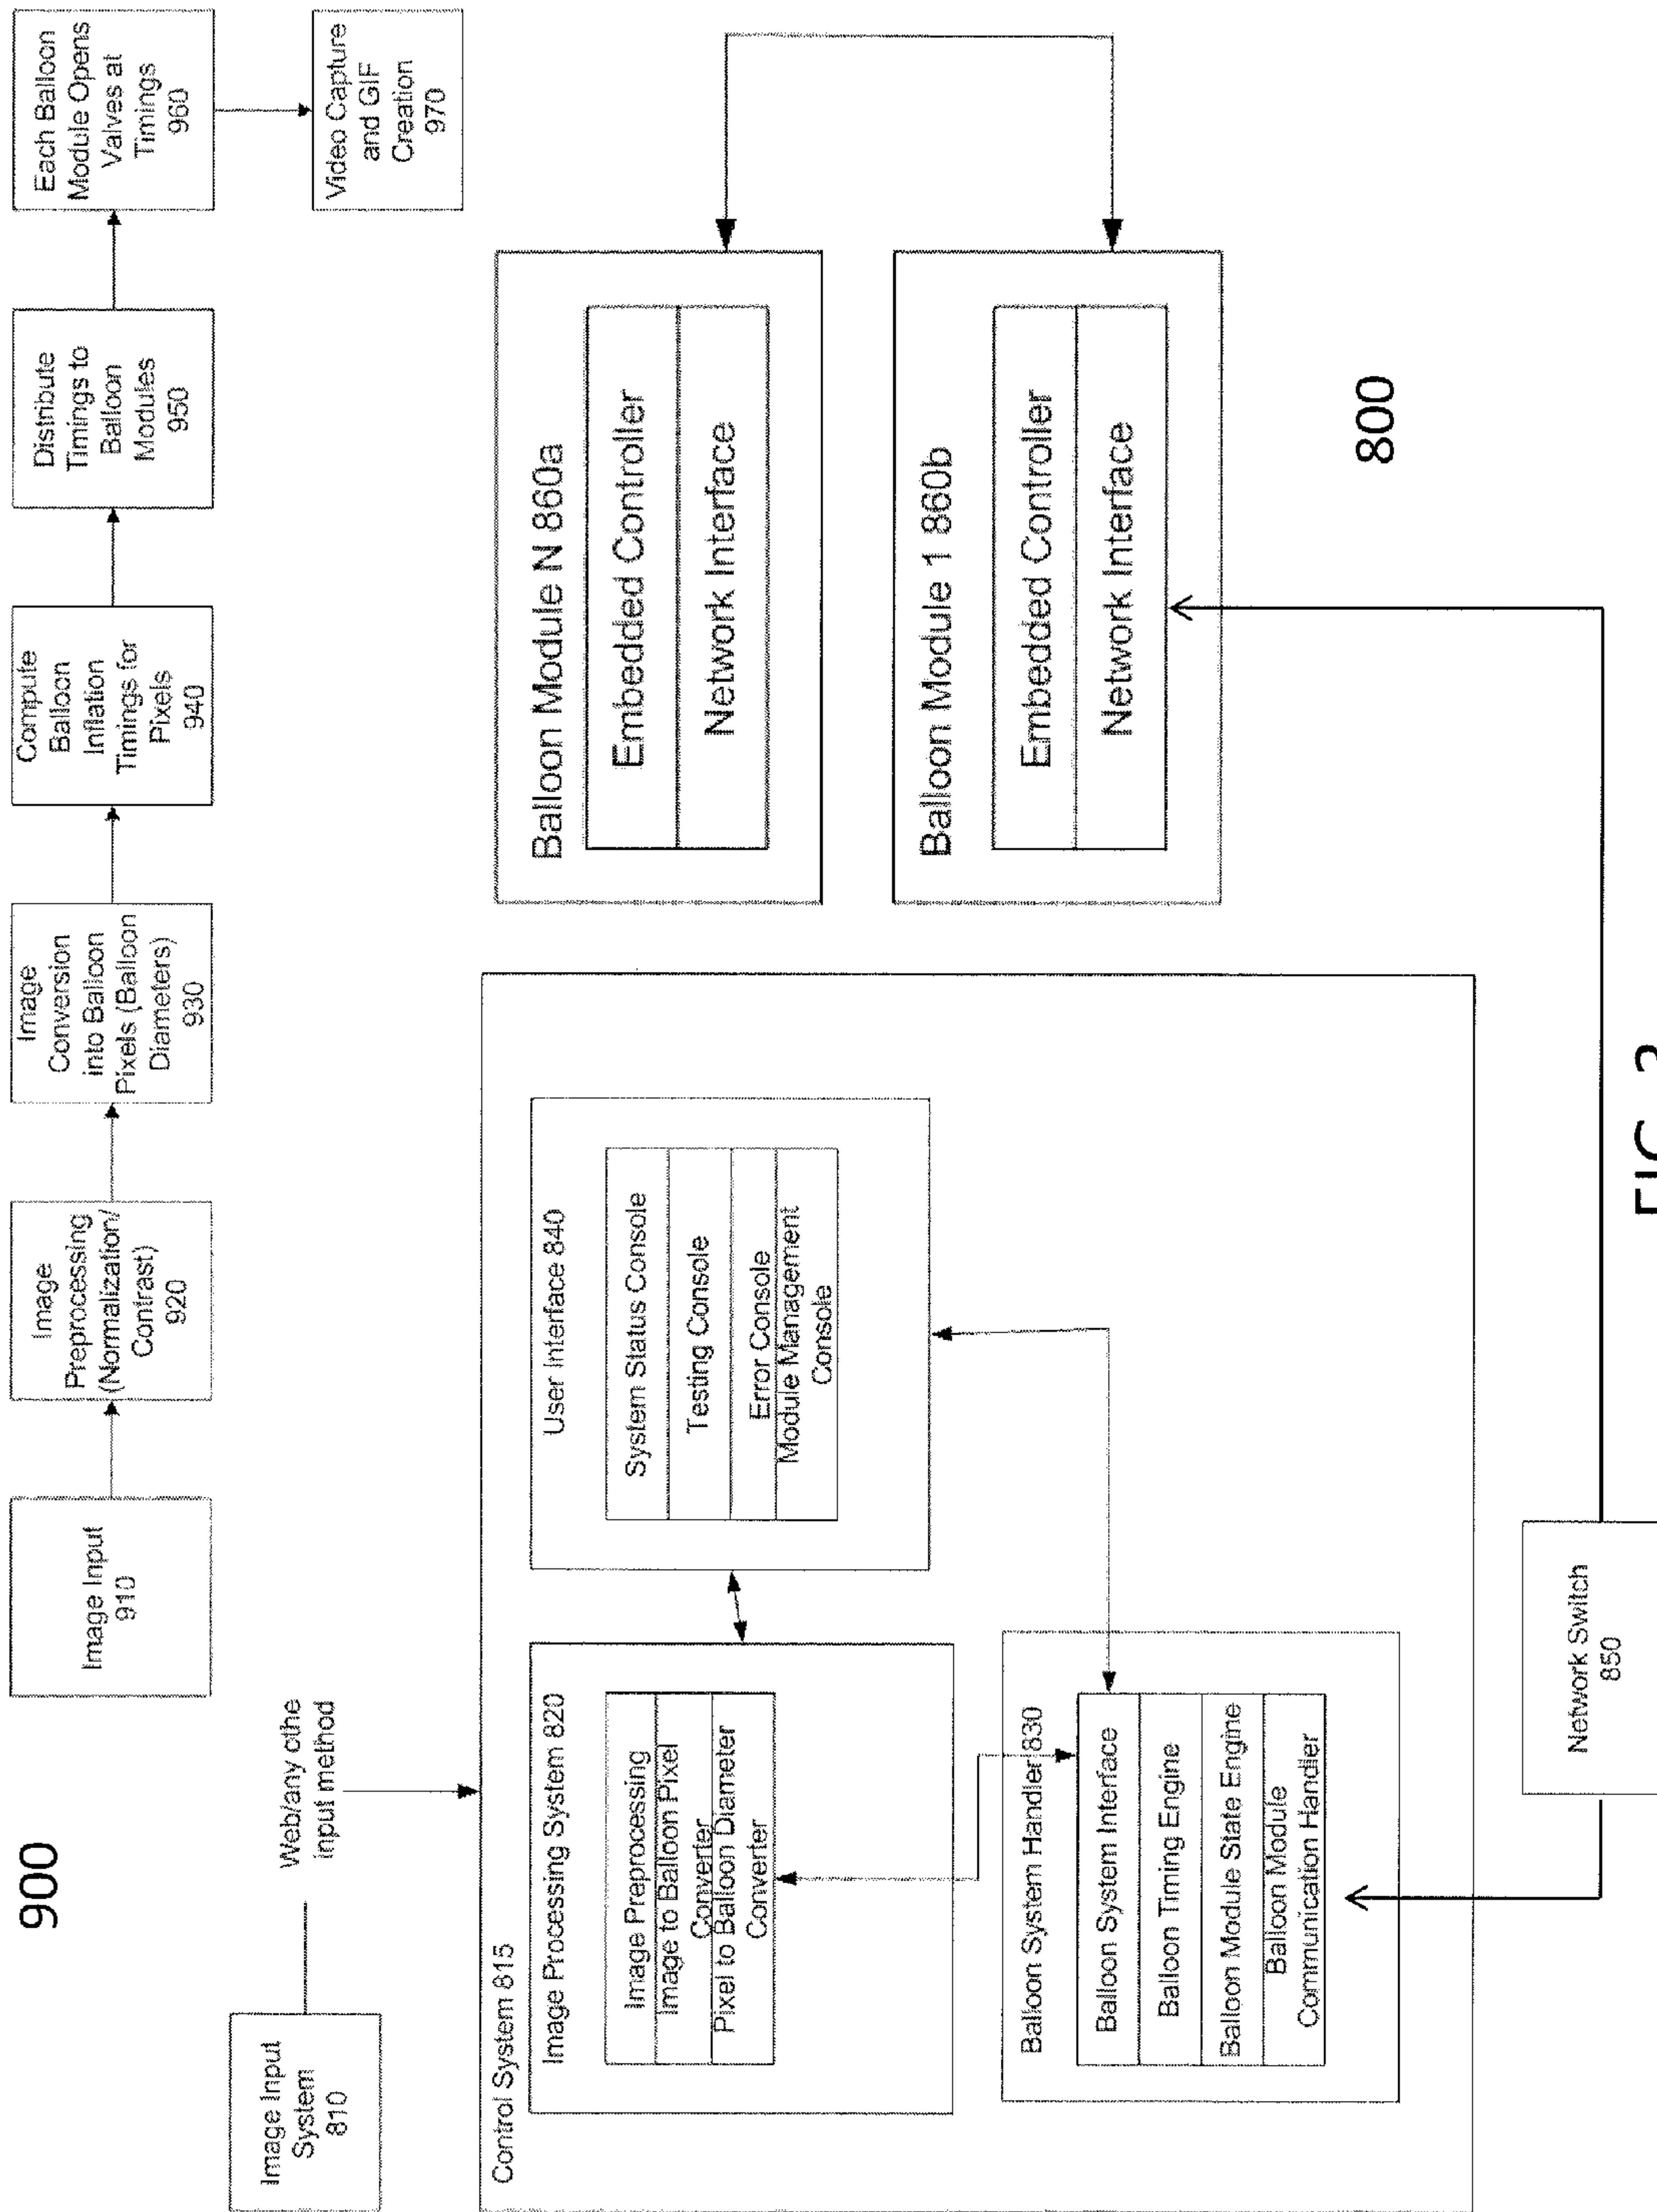 900
Image Input
910
Image
Preprocessing
(Normalization/
Contrast)
920
Image
Conversion
into Balloon
Pixels (Balloon
Diameters)
930
Compute
Balloon
Inflation
Timings for
Pixels
940
Distribute
Timings to
Balloon
Modules
950
Each Balloon
Module Opens
Valves at
Timings
960
Video Capture
and GIF
Creation
970
Image Input
System
810
Web/any othe
input method
Control System 815
Image Processing System 820
Image Preprocessing
Image to Balloon Pixel
Converter
Pixel to Balloon Diameter
Converter
User Interface 840
System Status Console
Testing Console
Error Console
Module Management
Console
Balloon System Handler 830
Balloon System Interface
Balloon Timing Engine
Balloon Module State Engine
Balloon Module
Communication Handler
Balloon Module N 860a
Embedded Controller
Network Interface
Balloon Module 1 860b
Embedded Controller
Network Interface
800
Network Switch
850